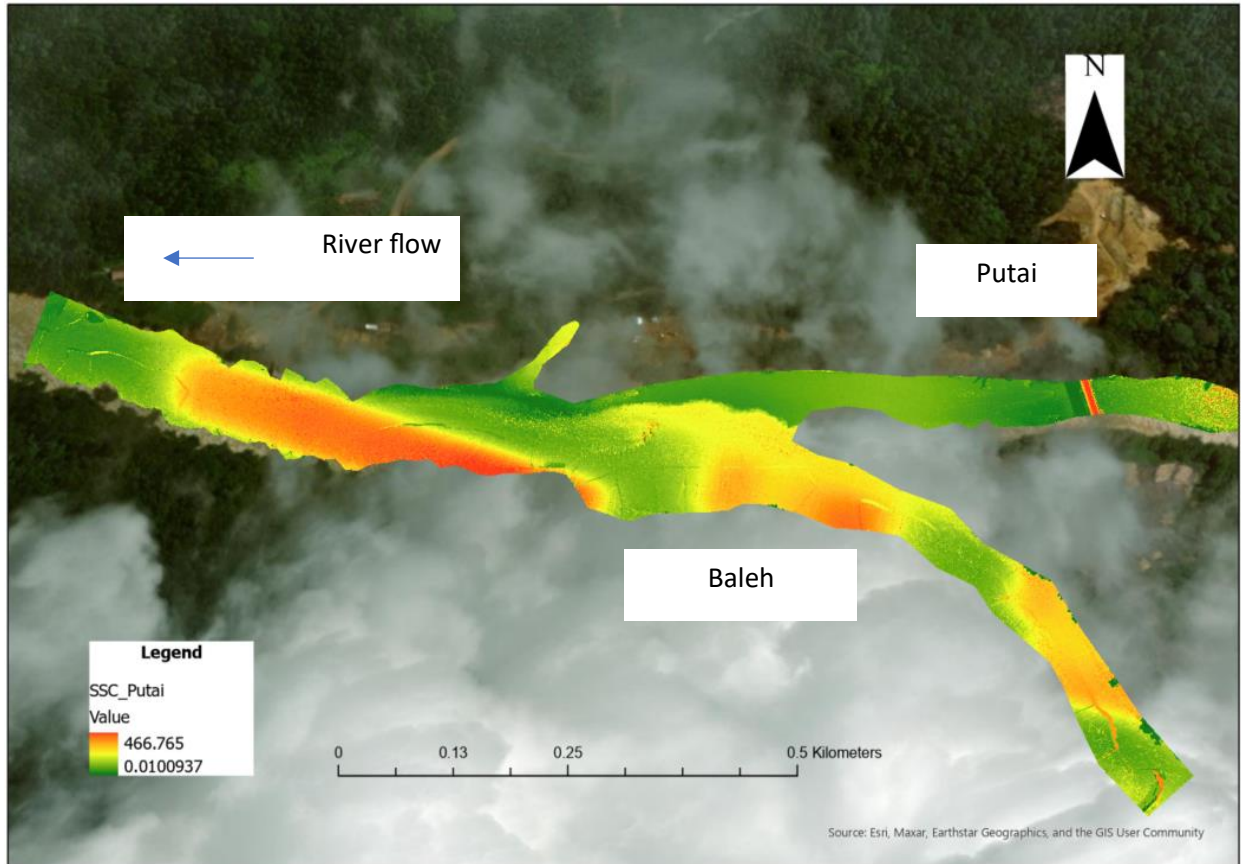 N
River flow
Putai
Baleh
Legend
SSC_Putai
Value
466.765
0.0100937
0 0.13 0.25 0.5 Kilometers
Source: Esri, Maxar, Earthstar Geographics, and the GIS User Community